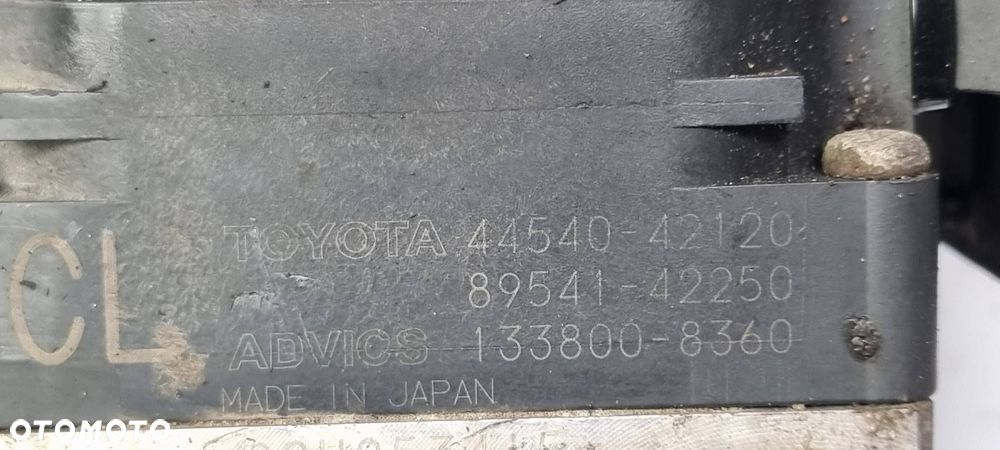 TOYOTA 44540-42120
89541-42250
CL
ADVICS 133800-8360
MADE IN JAPAN
OTOMOTO